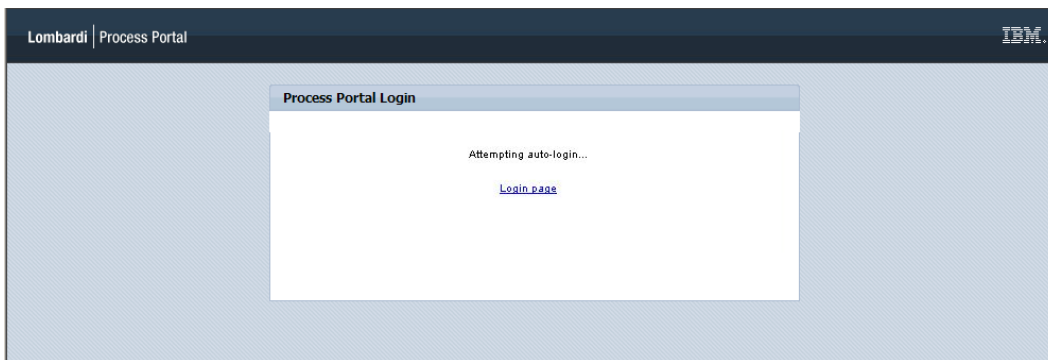 Lombardi | Process Portal
IBM.
Process Portal Login
Attempting auto-login...
Login page